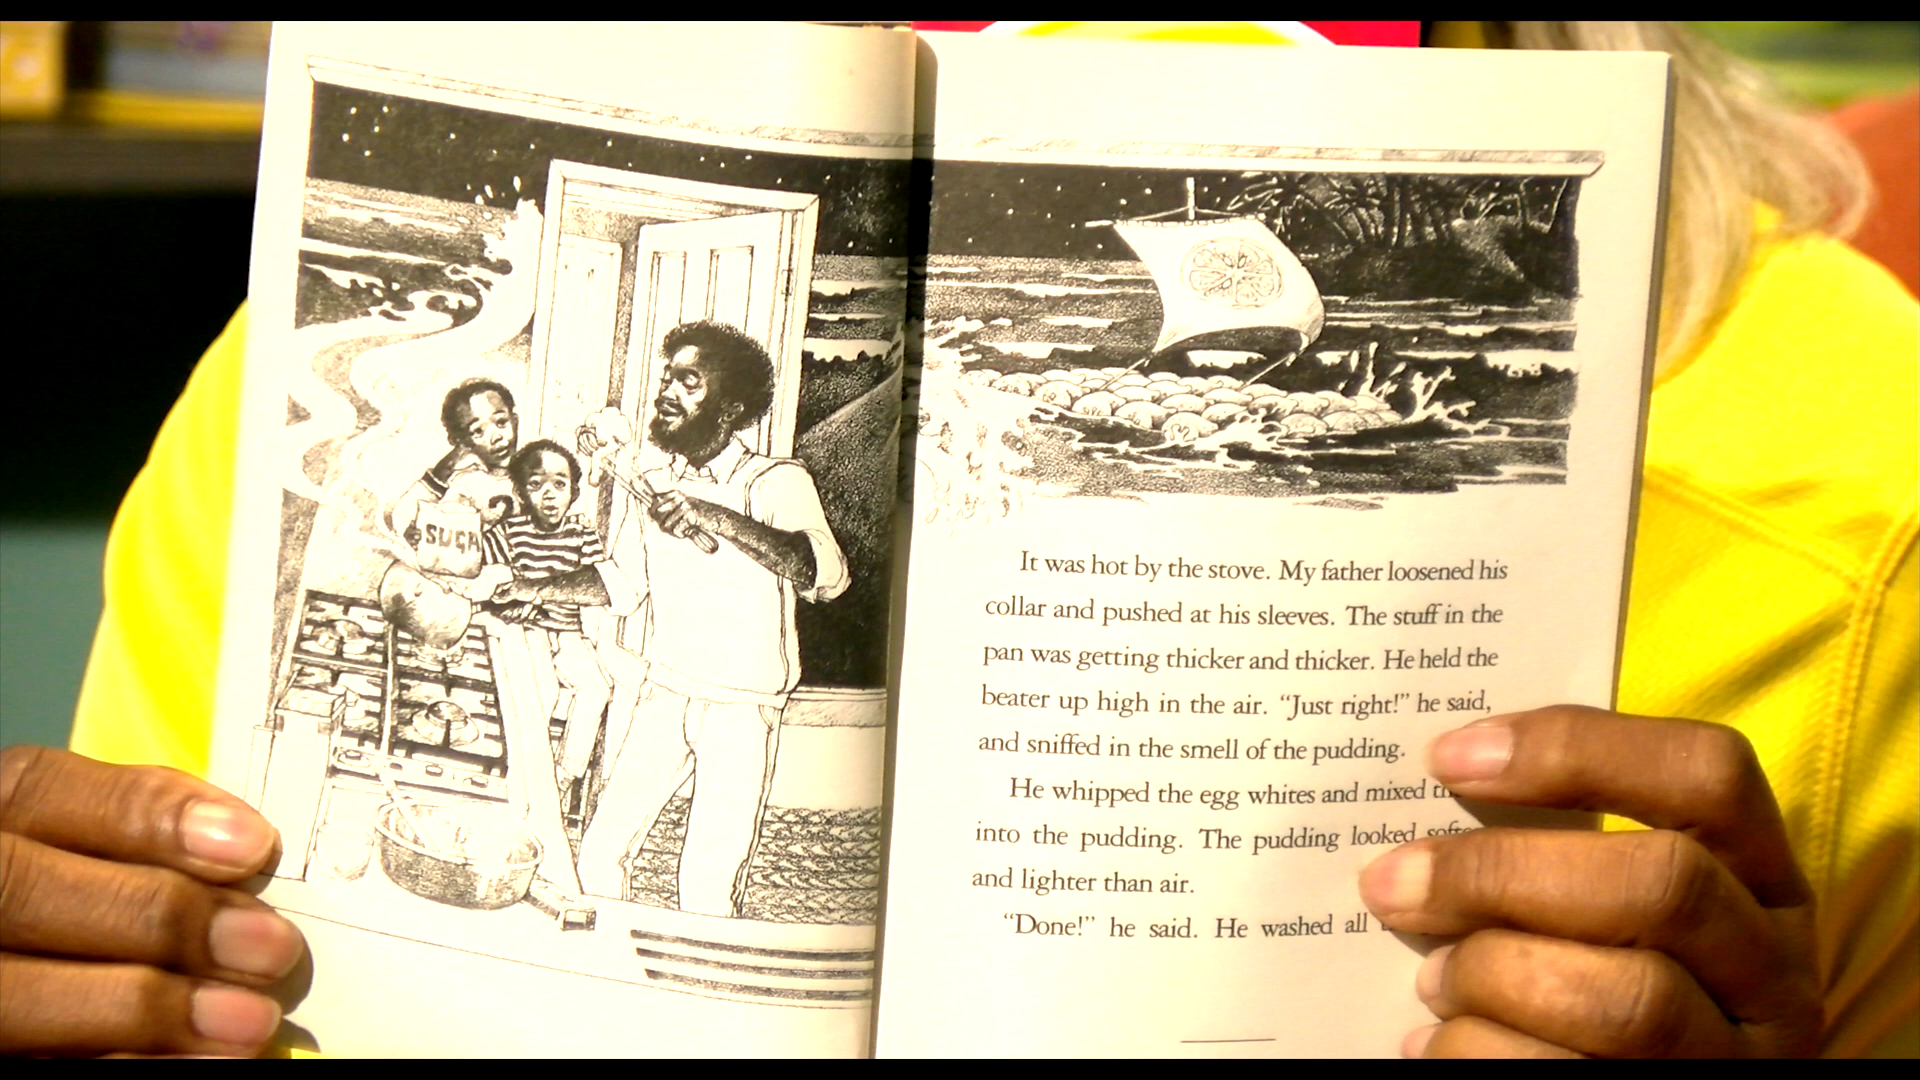 SUGA
It was hot by the stove. My father loosened his
collar and pushed at his sleeves. The stuff in the
pan was getting thicker and thicker. He held the
beater up high in the air. “Just right!” he said,
and sniffed in the smell of the pudding.
He whipped the egg whites and mixed
into the pudding. The pudding looked
and lighter than air.
“Done!” he said. He washed all